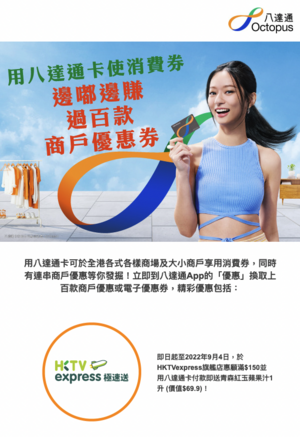 八達通
Octopus
用八達通卡使消費券
邊嘟邊賺
過百款
商戶優惠券
用八達通卡可於全港各式各樣商場及大小商戶享用消費券，同時
有連串商戶優惠等你發掘！立即到八達通App的「優惠」換取上
百款商戶優惠或電子優惠券，精彩優惠包括：
HKTV
express 極速送
即日起至2022年9月4日，於
HKTVexpress旗艦店惠顧滿$150並
用八達通卡付款即送青森紅玉蘋果汁1
升 (價值$69.9)！